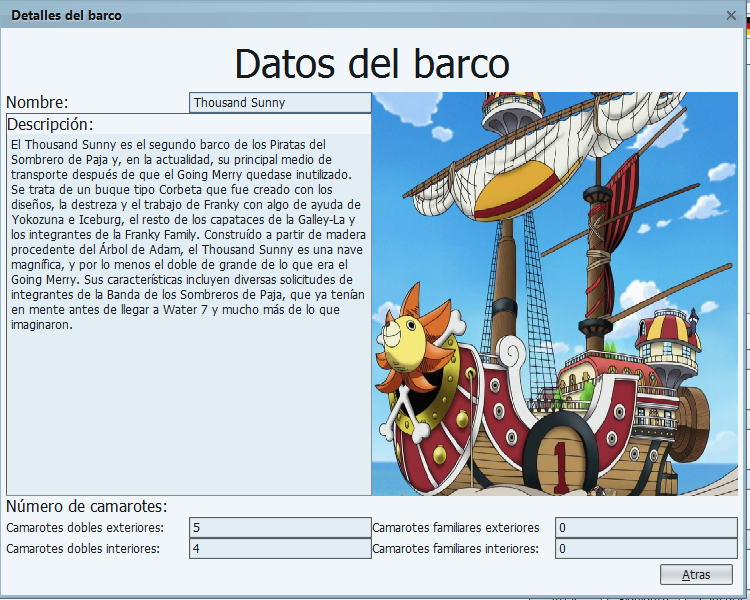 Detalles del barco
Datos del barco
Nombre: Thousand Sunny
Descripción:
El Thousand Sunny es el segundo barco de los Piratas del
Sombrero de Paja y, en la actualidad, su principal medio de
transporte después de que el Going Merry quedase inutilizado.
Se trata de un buque tipo Corbeta que fue creado con los
diseños, la destreza y el trabajo de Franky con algo de ayuda de
Yokozuna e Iceburg, el resto de los capataces de la Galley-La y
los integrantes de la Franky Family. Construído a partir de madera
procedente del Árbol de Adam, el Thousand Sunny es una nave
magnífica, y por lo menos el doble de grande de lo que era el
Going Merry. Sus características incluyen diversas solicitudes de
integrantes de la Banda de los Sombreros de Paja, que ya tenían
en mente antes de llegar a Water 7 y mucho más de lo que
imaginaron.
1
Número de camarotes:
Camarotes dobles exteriores: 5 Camarotes familiares exteriores 0
Camarotes dobles interiores: 4 Camarotes familiares interiores: 0
Atras